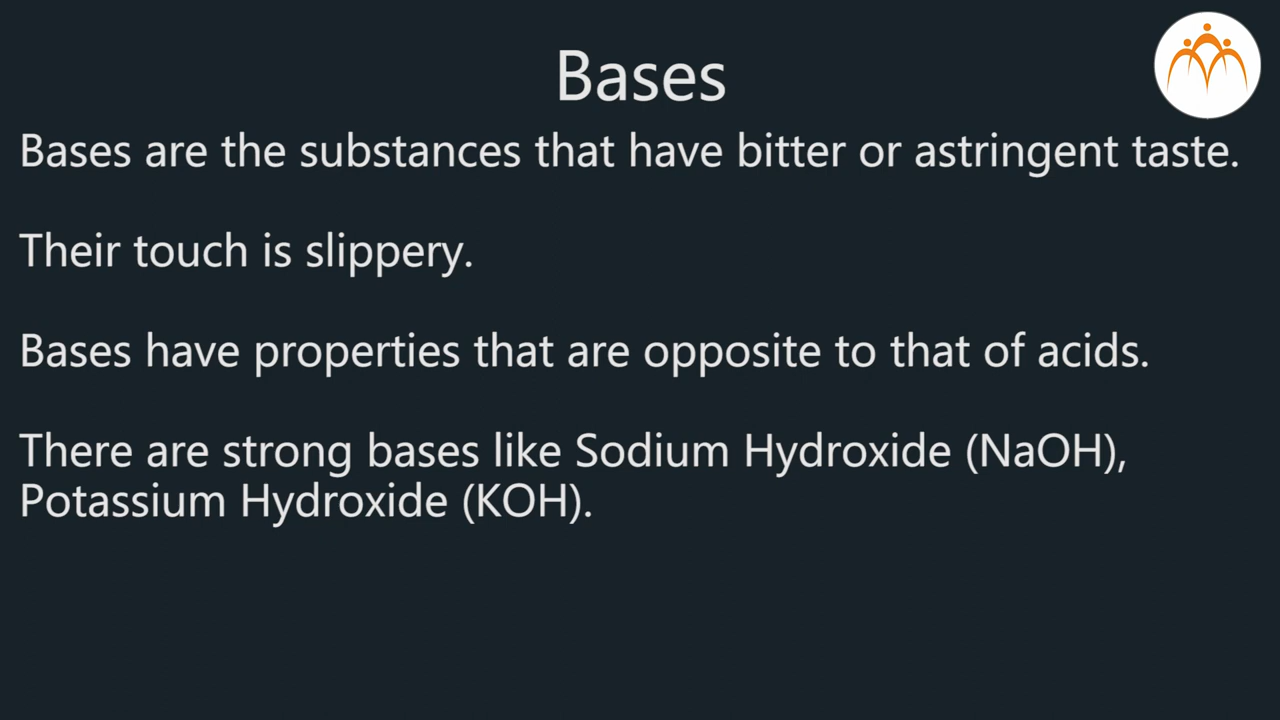 Bases
Bases are the substances that have bitter or astringent taste.
Their touch is slippery.
Bases have properties that are opposite to that of acids.
There are strong bases like Sodium Hydroxide (NaOH),
Potassium Hydroxide (KOH).